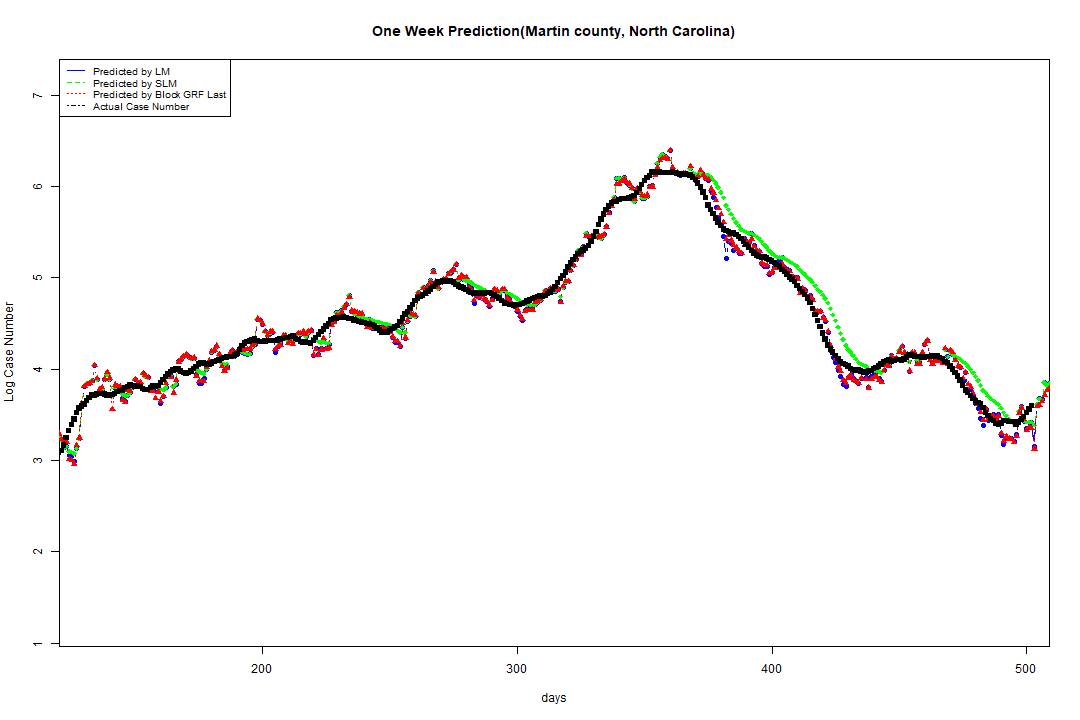 One Week Prediction(Martin county, North Carolina)
Predicted by LM
Predicted by SLM
Predicted by Block GRF Last
Actual Case Number
Log Case Number
7
6
5
4
3
2
1
200
300
400
500
days